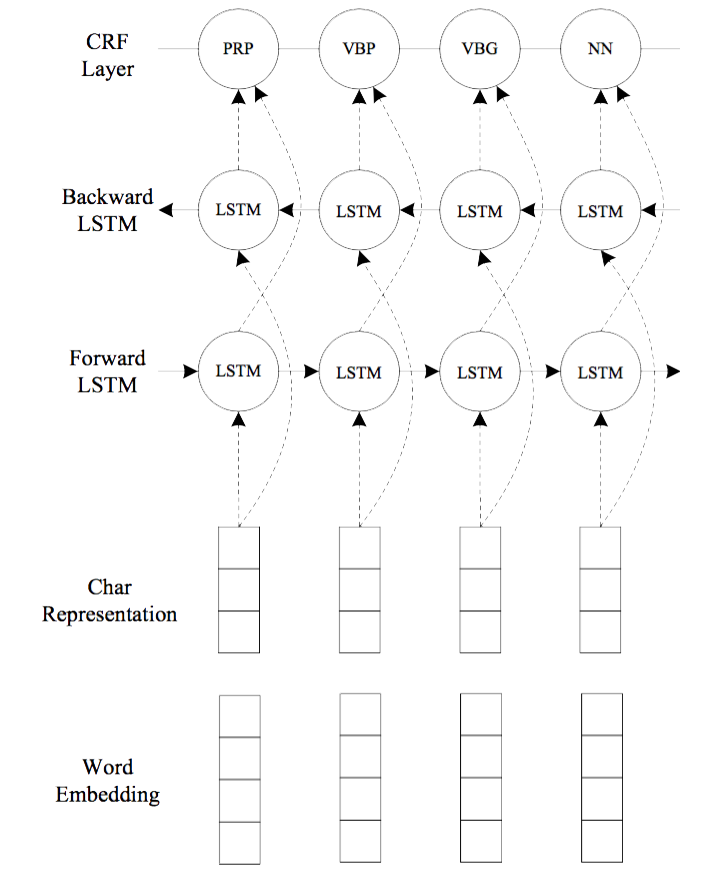 CRF
Layer
PRP
VBP
VBG
NN
Backward
LSTM
LSTM
LSTM
LSTM
LSTM
Forward
LSTM
LSTM
LSTM
LSTM
LSTM
Char
Representation
Word
Embedding